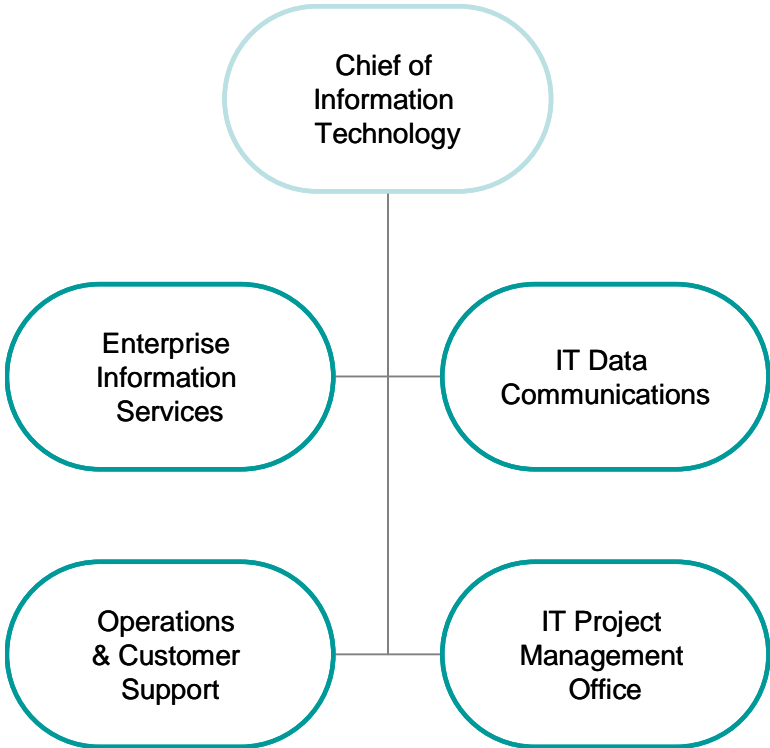 Chief of
Information
Technology
Enterprise
Information
Services
IT Data
Communications
Operations
& Customer
Support
IT Project
Management
Office